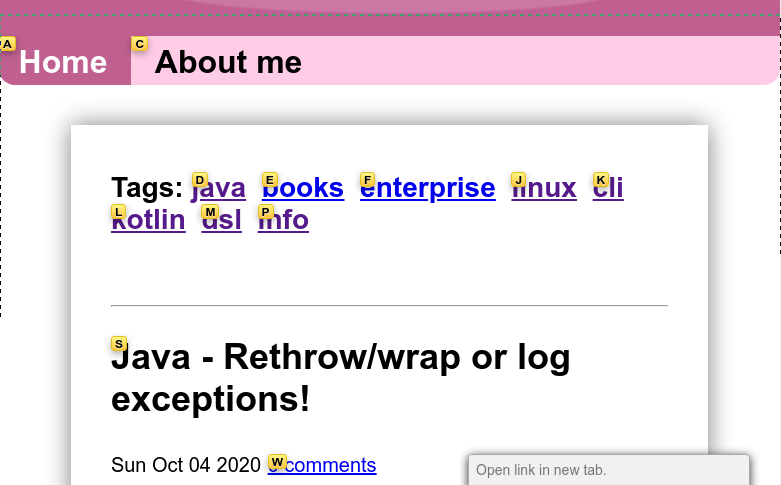 A Home C About me
Tags: D java E books F enterprise J linux K cli
L kotlin M dsl P info
S Java - Rethrow/wrap or log
exceptions!
Sun Oct 04 2020 W comments
Open link in new tab.